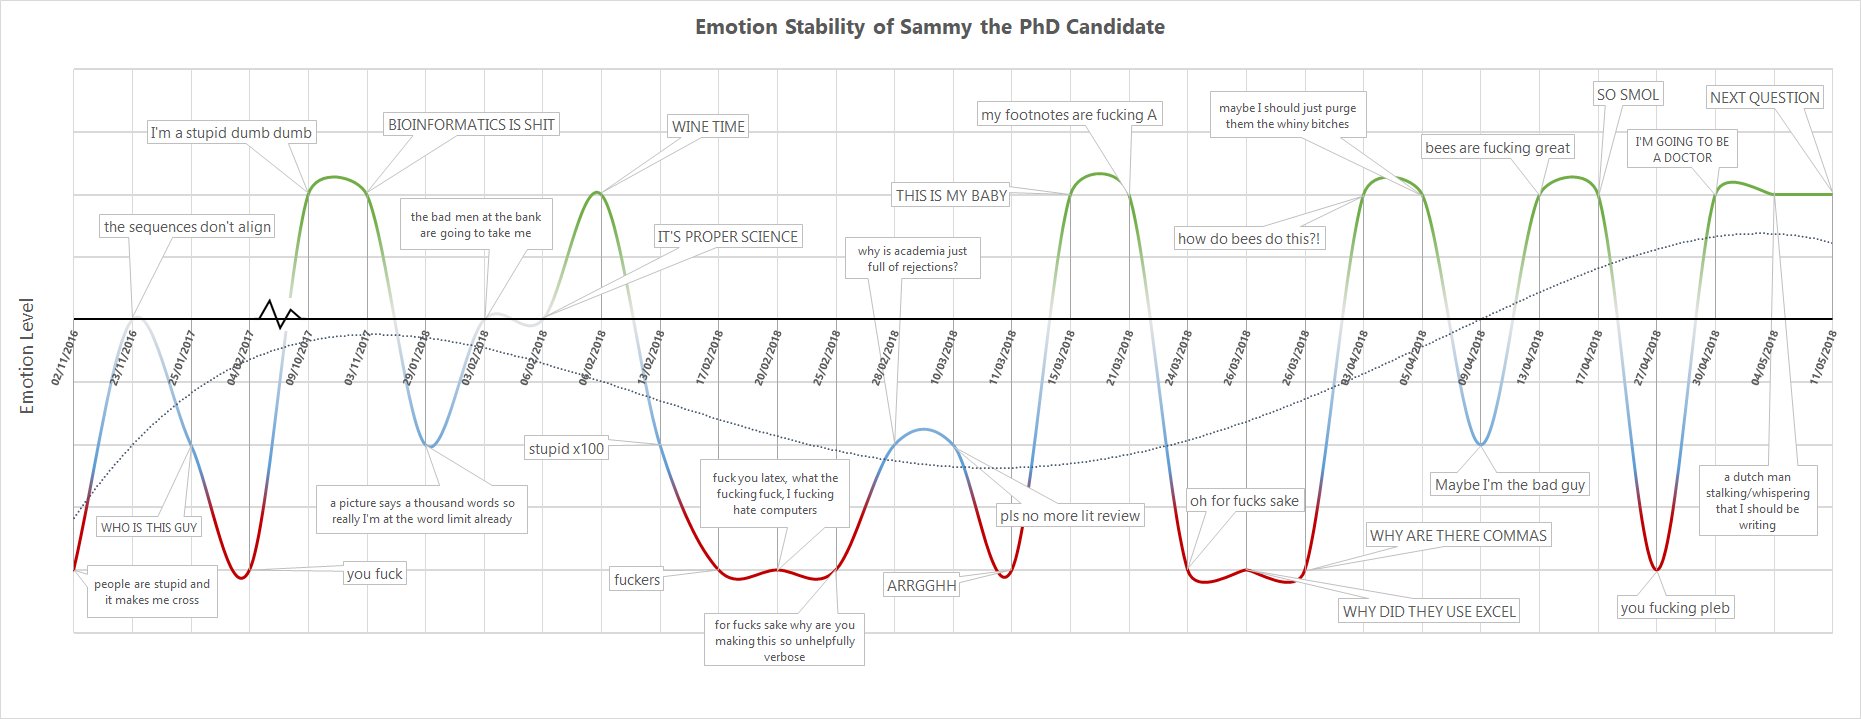 Emotion Stability of Sammy the PhD Candidate
SO SMOL
NEXT QUESTION
my footnotes are fucking A
maybe I should just purge
them the whiny bitches
BIOINFORMATICS IS SHIT
WINE TIME
I'm a stupid dumb dumb
bees are fucking great
I'M GOING TO BE
A DOCTOR
THIS IS MY BABY
the bad men at the bank
are going to take me
the sequences don't align
IT'S PROPER SCIENCE
how do bees do this?!
why is academia just
full of rejections?
Emotion Level
02/11/2016
23/11/2016
25/01/2017
04/02/2017
09/10/2017
03/11/2017
29/01/2018
03/02/2018
06/02/2018
06/02/2018
13/02/2018
17/02/2018
20/02/2018
25/02/2018
28/02/2018
10/03/2018
11/03/2018
15/03/2018
21/03/2018
24/03/2018
26/03/2018
26/03/2018
03/04/2018
05/04/2018
09/04/2018
13/04/2018
17/04/2018
27/04/2018
30/04/2018
04/05/2018
11/05/2018
stupid x100
fuck you latex, what the
fucking fuck, I fucking
hate computers
Maybe I'm the bad guy
a dutch man
stalking/whispering
that I should be
writing
a picture says a thousand words so
really I'm at the word limit already
oh for fucks sake
pls no more lit review
WHO IS THIS GUY
WHY ARE THERE COMMAS
you fuck
fuckers
people are stupid and
it makes me cross
ARRGGHH
WHY DID THEY USE EXCEL
you fucking pleb
for fucks sake why are you
making this so unhelpfully
verbose